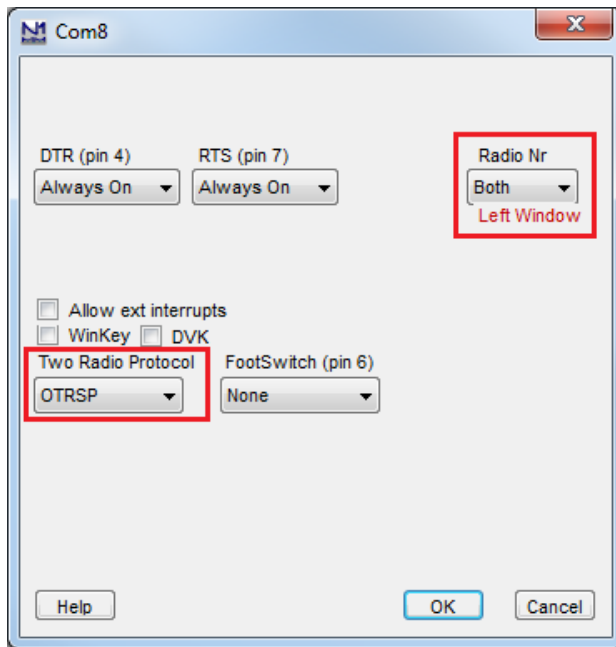 Com8
DTR (pin 4) RTS (pin 7) Radio Nr
Always On Always On Both
Left Window
Allow ext interrupts
WinKey DVK
Two Radio Protocol FootSwitch (pin 6)
OTRSP None
Help OK Cancel